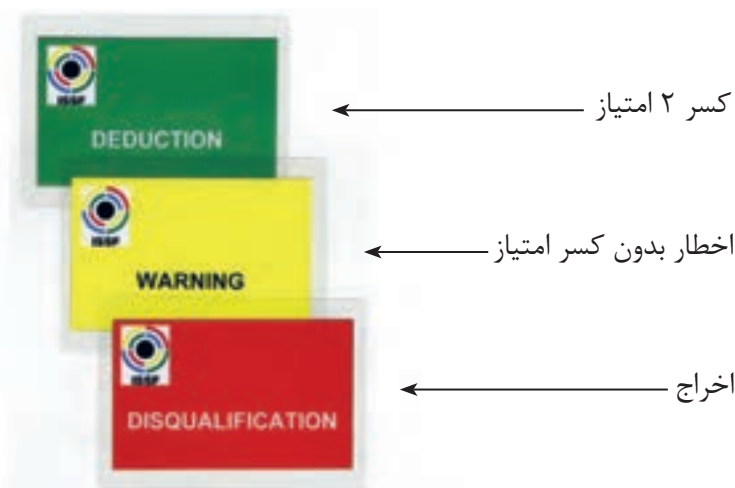 ISSF
DEDUCTION
کسر ۲ امتیاز
ISSF
WARNING
اخطار بدون کسر امتیاز
ISSF
DISQUALIFICATION
اخراج